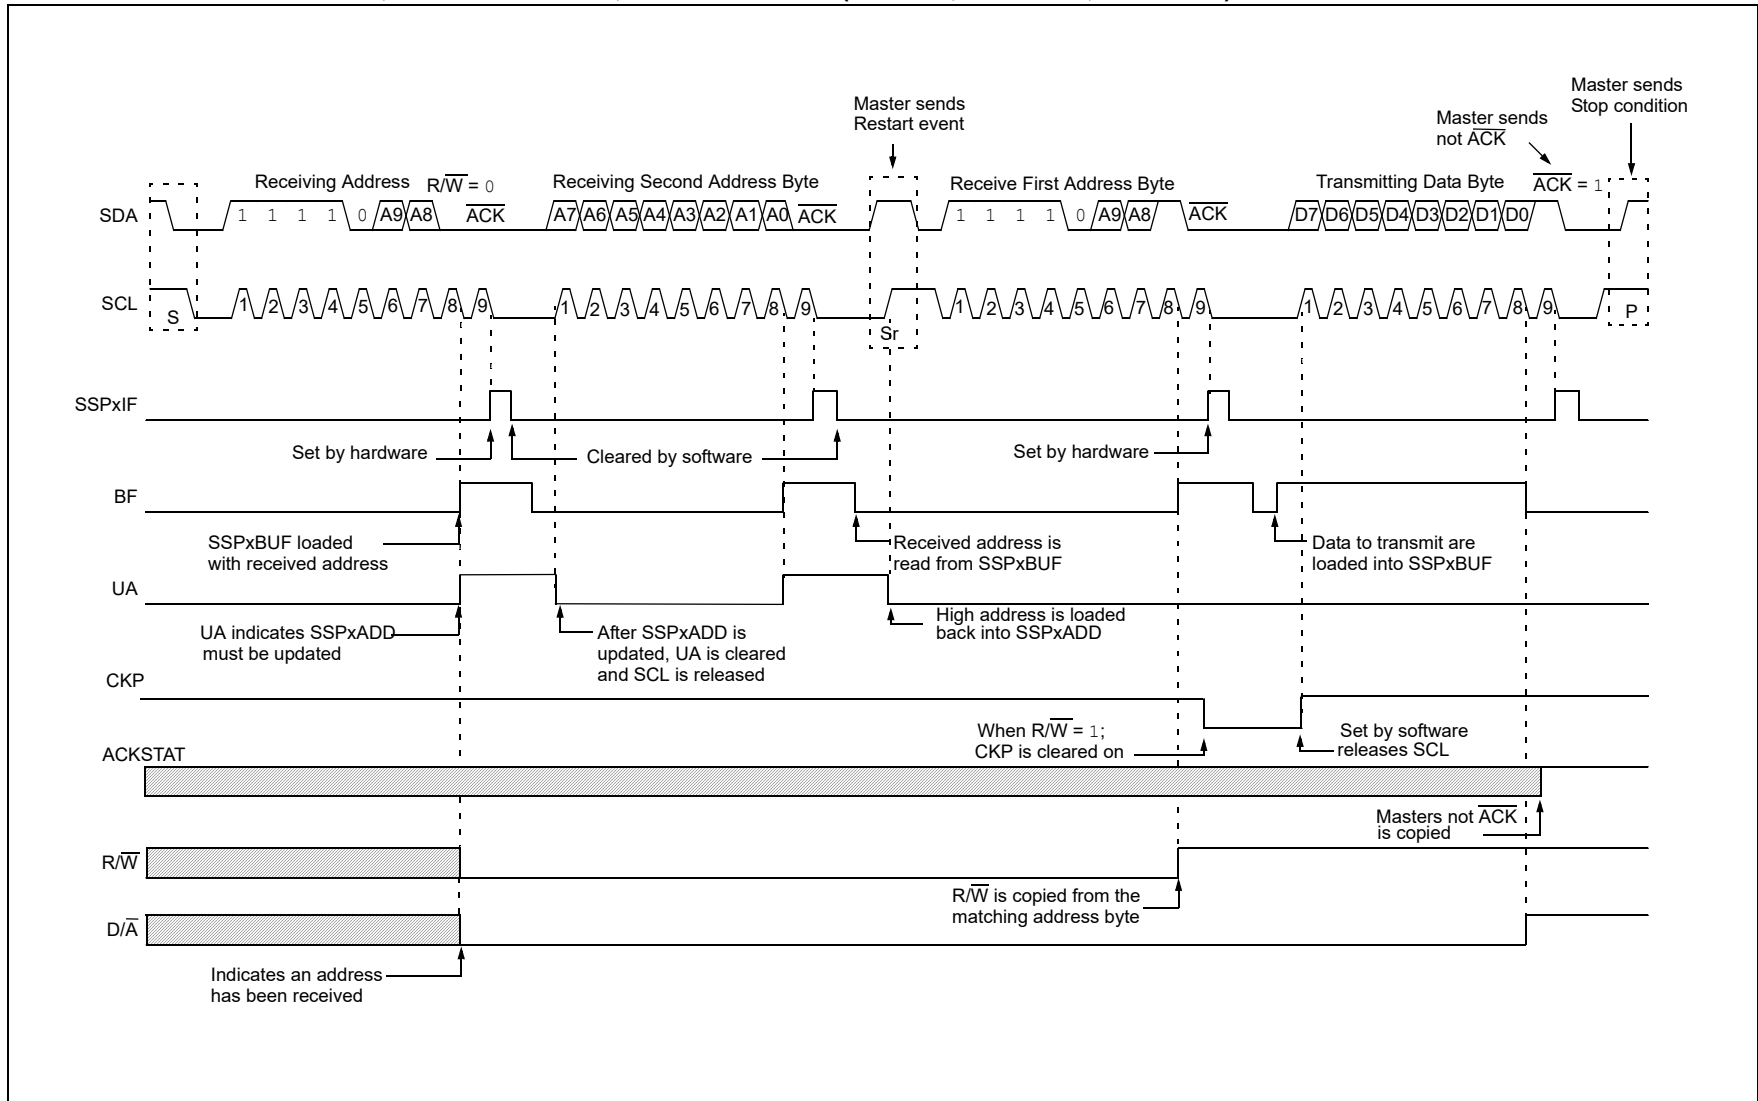 Master sends
Restart event
Master sends
Stop condition
Master sends
not ACK
Receiving Address R/W = 0
Receiving Second Address Byte
Receive First Address Byte
Transmitting Data Byte
ACK = 1
SDA
1 1 1 1 0 A9 A8 ACK
A7 A6 A5 A4 A3 A2 A1 A0 ACK
1 1 1 1 0 A9 A8 ACK
D7 D6 D5 D4 D3 D2 D1 D0
SCL
S
1 2 3 4 5 6 7 8 9
1 2 3 4 5 6 7 8 9
Sr
1 2 3 4 5 6 7 8 9
1 2 3 4 5 6 7 8 9
P
SSPxIF
Set by hardware
Cleared by software
Set by hardware
BF
SSPxBUF loaded
with received address
Received address is
read from SSPxBUF
Data to transmit are
loaded into SSPxBUF
UA
UA indicates SSPxADD
must be updated
After SSPxADD is
updated, UA is cleared
and SCL is released
High address is loaded
back into SSPxADD
CKP
When R/W = 1;
CKP is cleared on
Set by software
releases SCL
ACKSTAT
Masters not ACK
is copied
R/W
R/W is copied from the
matching address byte
D/A
Indicates an address
has been received